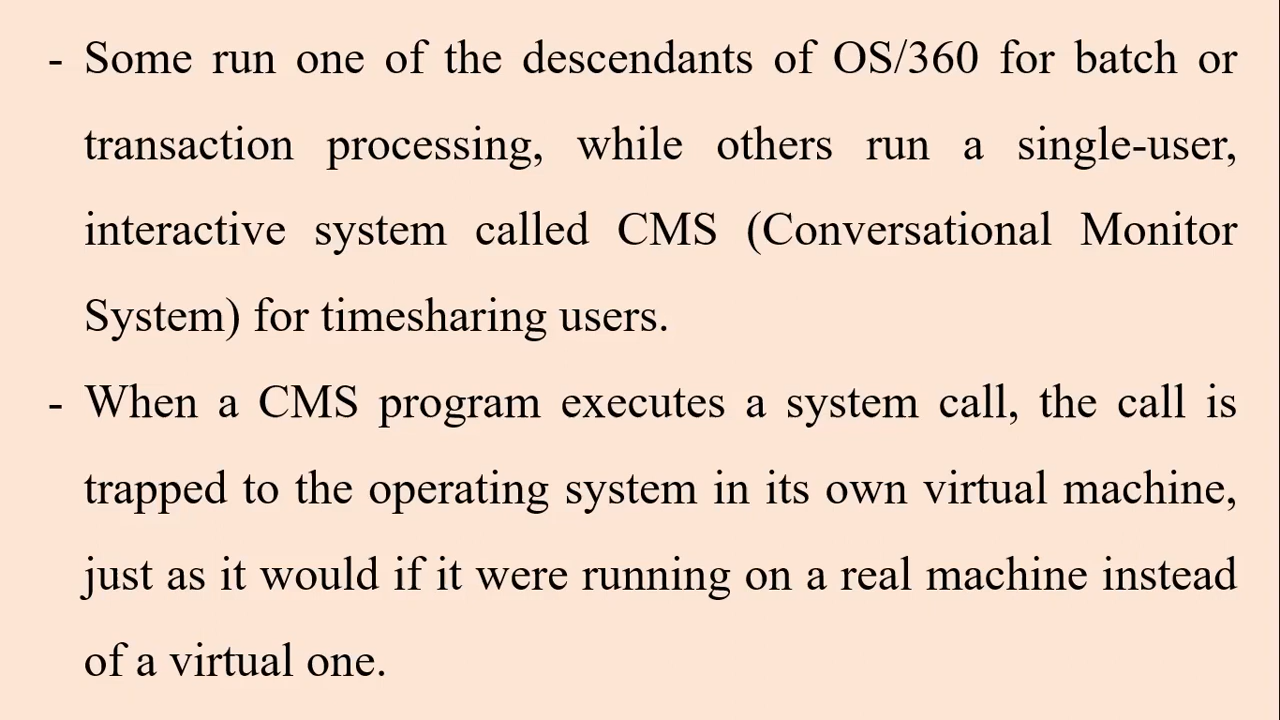 - Some run one of the descendants of OS/360 for batch or
transaction processing, while others run a single-user,
interactive system called CMS (Conversational Monitor
System) for timesharing users.
- When a CMS program executes a system call, the call is
trapped to the operating system in its own virtual machine,
just as it would if it were running on a real machine instead
of a virtual one.